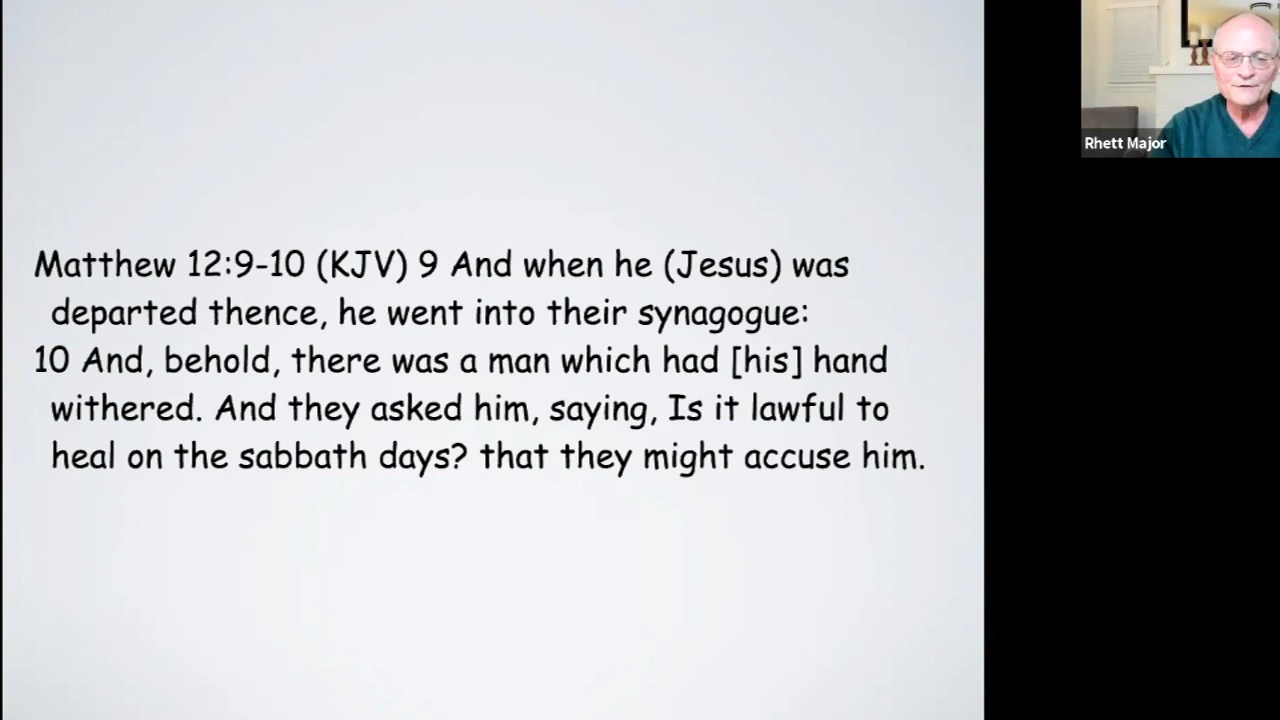 Matthew 12:9-10 (KJV) 9 And when he (Jesus) was
departed thence, he went into their synagogue:
10 And, behold, there was a man which had [his] hand
withered. And they asked him, saying, Is it lawful to
heal on the sabbath days? that they might accuse him.
Rhett Major